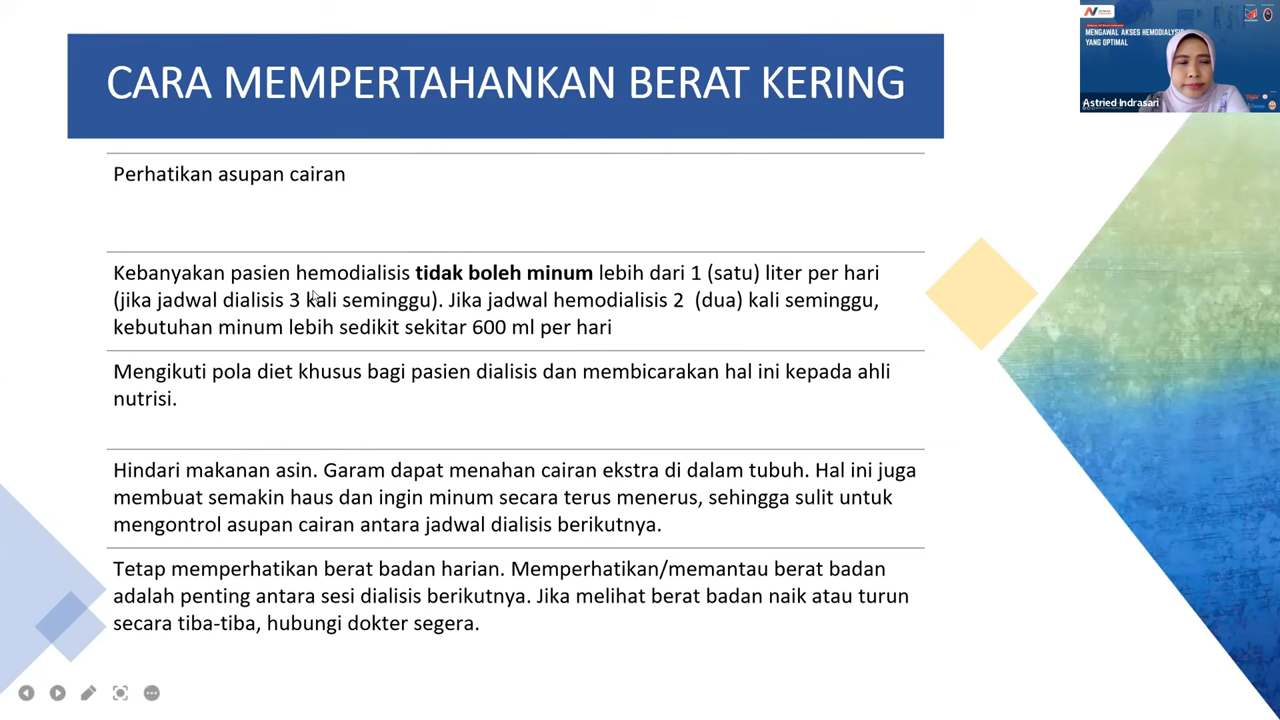 CARA MEMPERTAHANKAN BERAT KERING
Perhatikan asupan cairan
Kebanyakan pasien hemodialisis tidak boleh minum lebih dari 1 (satu) liter per hari
(jika jadwal dialisis 3 kali seminggu). Jika jadwal hemodialisis 2 (dua) kali seminggu,
kebutuhan minum lebih sedikit sekitar 600 ml per hari
Mengikuti pola diet khusus bagi pasien dialisis dan membicarakan hal ini kepada ahli
nutrisi.
Hindari makanan asin. Garam dapat menahan cairan ekstra di dalam tubuh. Hal ini juga
membuat semakin haus dan ingin minum secara terus menerus, sehingga sulit untuk
mengontrol asupan cairan antara jadwal dialisis berikutnya.
Tetap memperhatikan berat badan harian. Memperhatikan/memantau berat badan
adalah penting antara sesi dialisis berikutnya. Jika melihat berat badan naik atau turun
secara tiba-tiba, hubungi dokter segera.
MENGAWAL AKSES HEMODIALYSIS
YANG OPTIMAL
Astried Indrasari